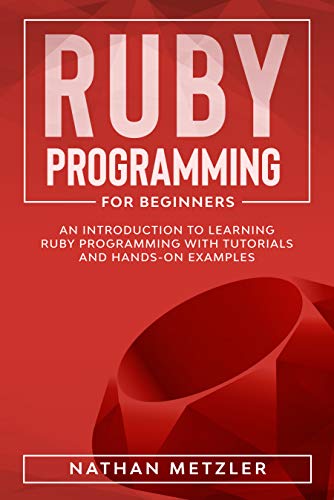 RUBY
PROGRAMMING
FOR BEGINNERS
AN INTRODUCTION TO LEARNING
RUBY PROGRAMMING WITH TUTORIALS
AND HANDS-ON EXAMPLES
NATHAN METZLER